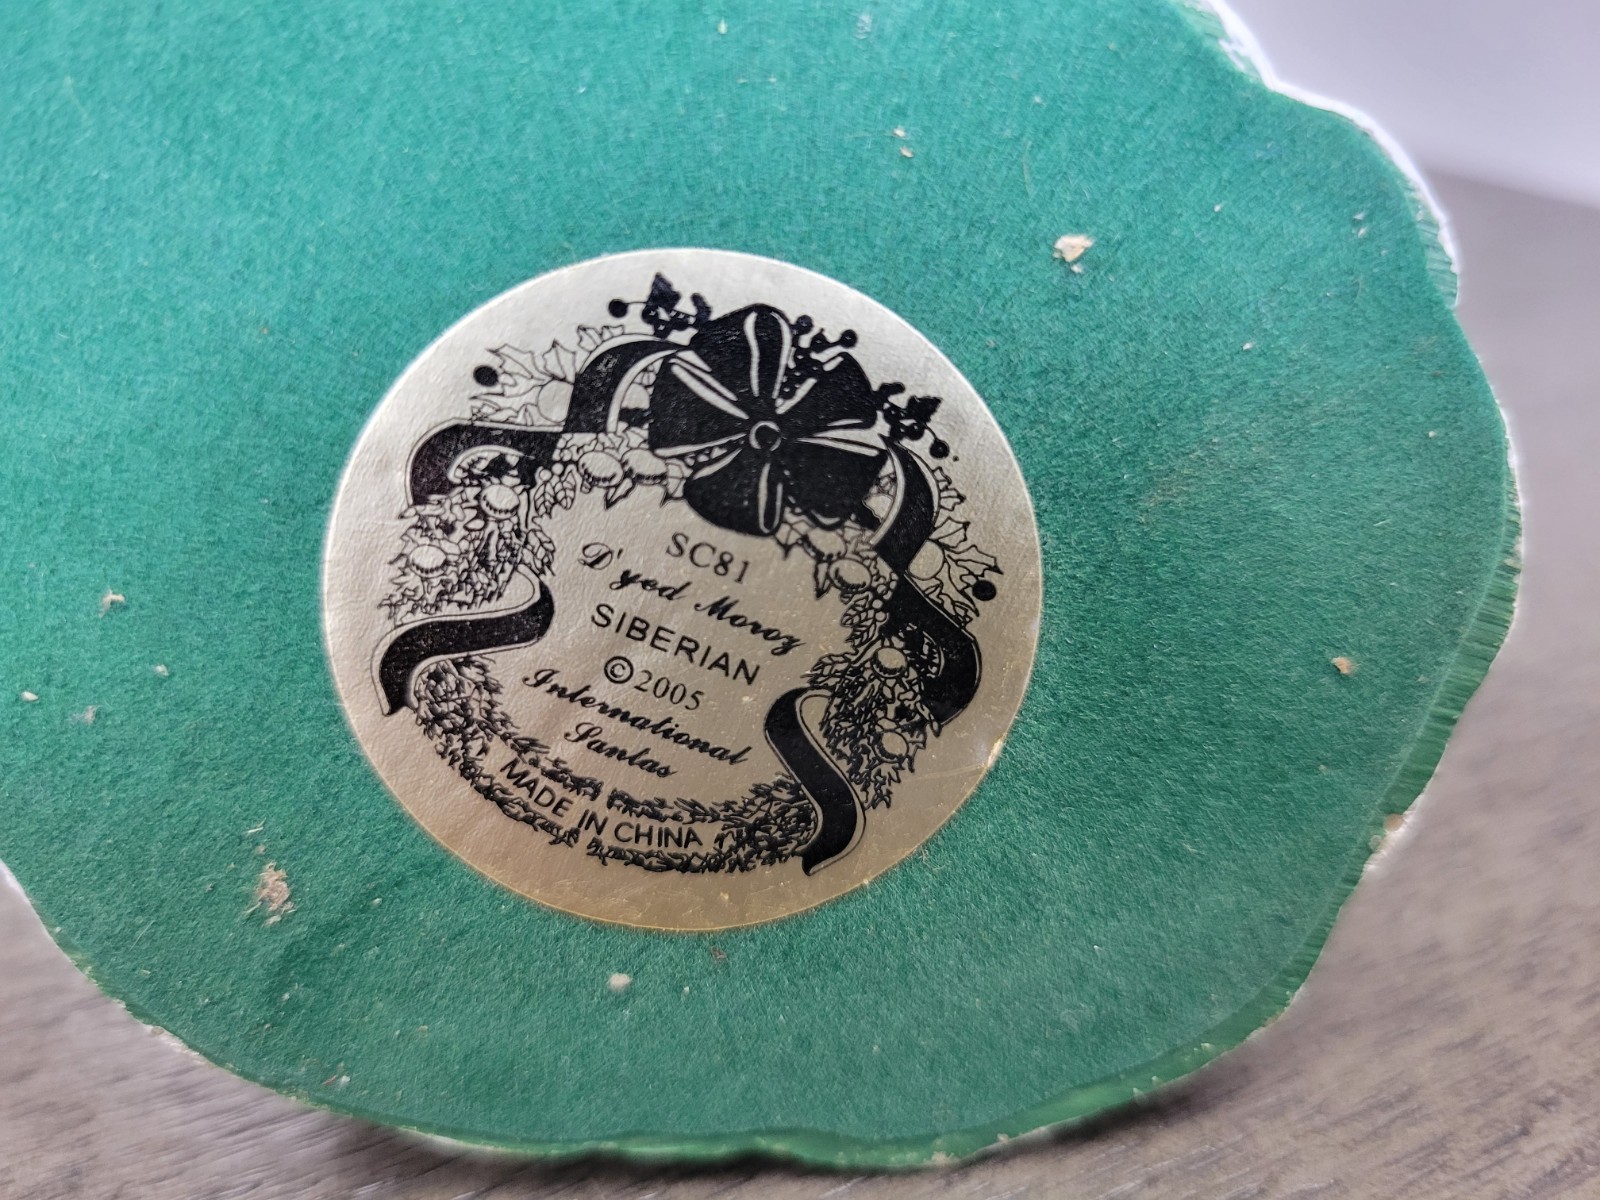 SC81
D'yed Moroz
SIBERIAN
©2005
International
Santas
MADE IN CHINA